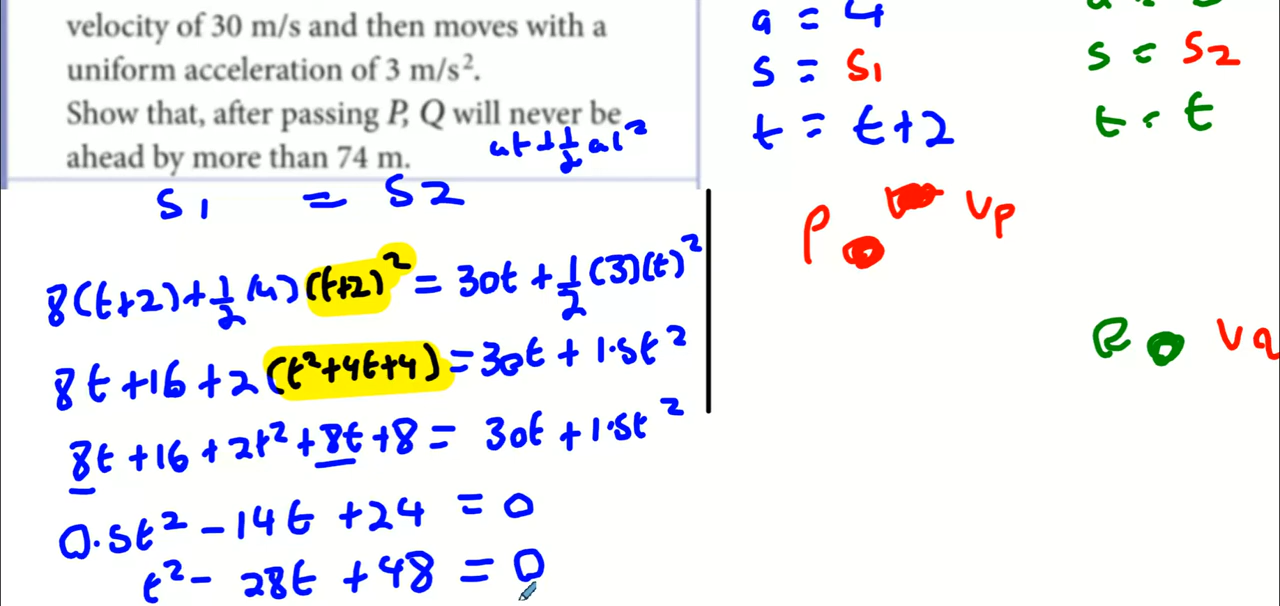 velocity of 30 m/s and then moves with a
uniform acceleration of 3 m/s².
Show that, after passing P, Q will never be
ahead by more than 74 m.
ut + ½ at²
S1 = S2
8(t+2) + ½ (4) (t+2)² = 30t + ½ (3)(t)²
8t + 16 + 2 (t² + 4t + 4) = 30t + 1.5t²
8t + 16 + 2t² + 8t + 8 = 30t + 1.5t²
0.5t² - 14t + 24 = 0
t² - 28t + 48 = 0
a = 4
s = S1
t = t+2
s = S2
t = t
P
VP